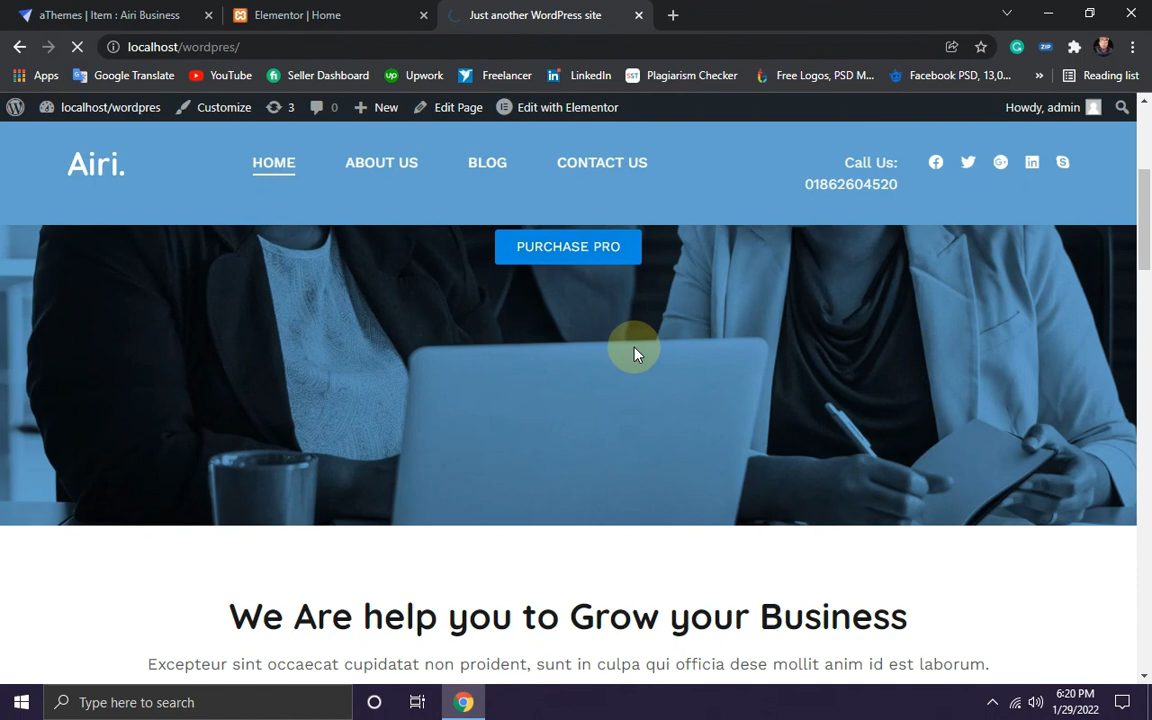 aThemes | Item : Airi Business
Elementor | Home
Just another WordPress site
localhost/wordpres/
Apps
Google Translate
YouTube
Seller Dashboard
Upwork
Freelancer
LinkedIn
SST
Plagiarism Checker
Free Logos, PSD M...
Facebook PSD, 13,0...
»
Reading list
localhost/wordpres
Customize
3
0
New
Edit Page
Edit with Elementor
Howdy, admin
Airi.
HOME
ABOUT US
BLOG
CONTACT US
Call Us:
01862604520
PURCHASE PRO
We Are help you to Grow your Business
Excepteur sint occaecat cupidatat non proident, sunt in culpa qui officia dese mollit anim id est laborum.
Type here to search
6:20 PM
1/29/2022